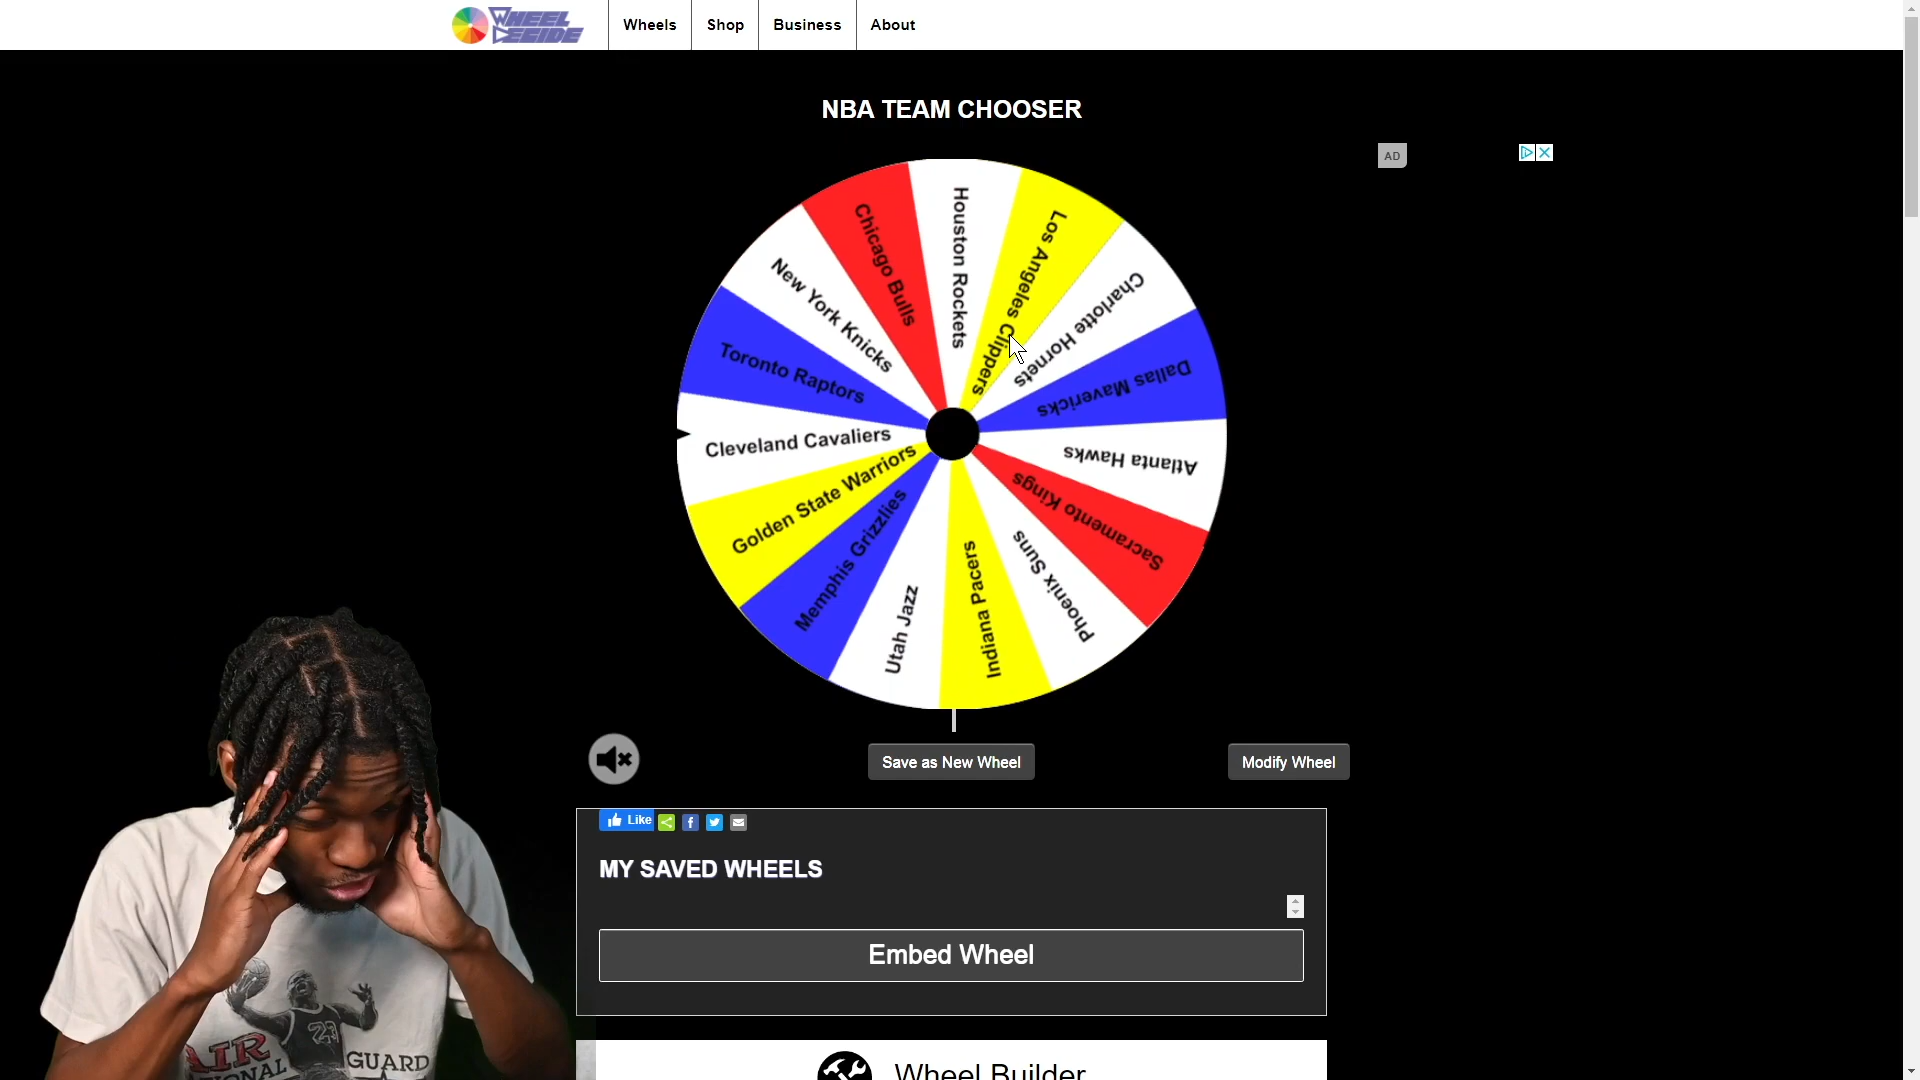 WHEEL
DECIDE
Wheels
Shop
Business
About
NBA TEAM CHOOSER
AD
Houston Rockets
Los Angeles Clippers
Charlotte Hornets
Dallas Mavericks
Atlanta Hawks
Sacramento Kings
Phoenix Suns
Indiana Pacers
Utah Jazz
Memphis Grizzlies
Golden State Warriors
Cleveland Cavaliers
Toronto Raptors
New York Knicks
Chicago Bulls
Save as New Wheel
Modify Wheel
Like
MY SAVED WHEELS
Embed Wheel
Wheel Builder
23
AIR
GUARD